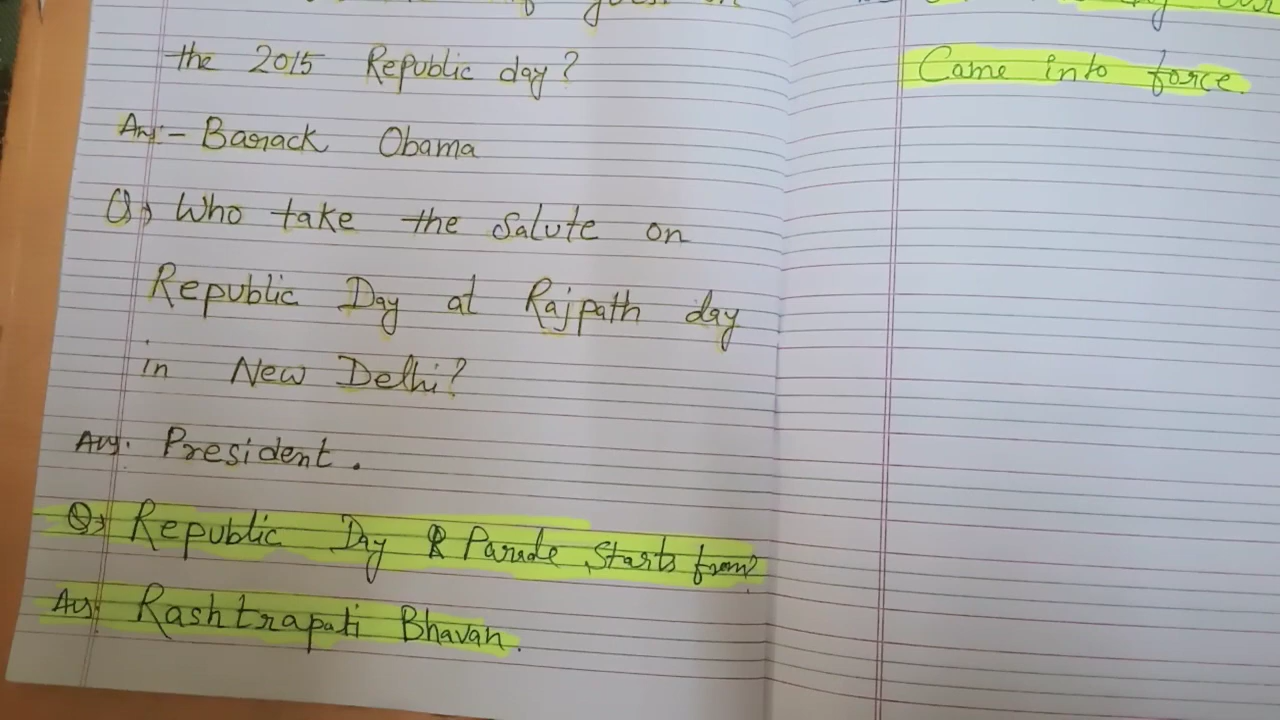 the 2015 Republic day?
Ans:- Barack Obama
Q) Who take the Salute on
Republic Day at Rajpath day
in New Delhi?
Ans. President.
Q) Republic Day Parade starts from?
Ans Rashtrapati Bhavan.
Came into force.